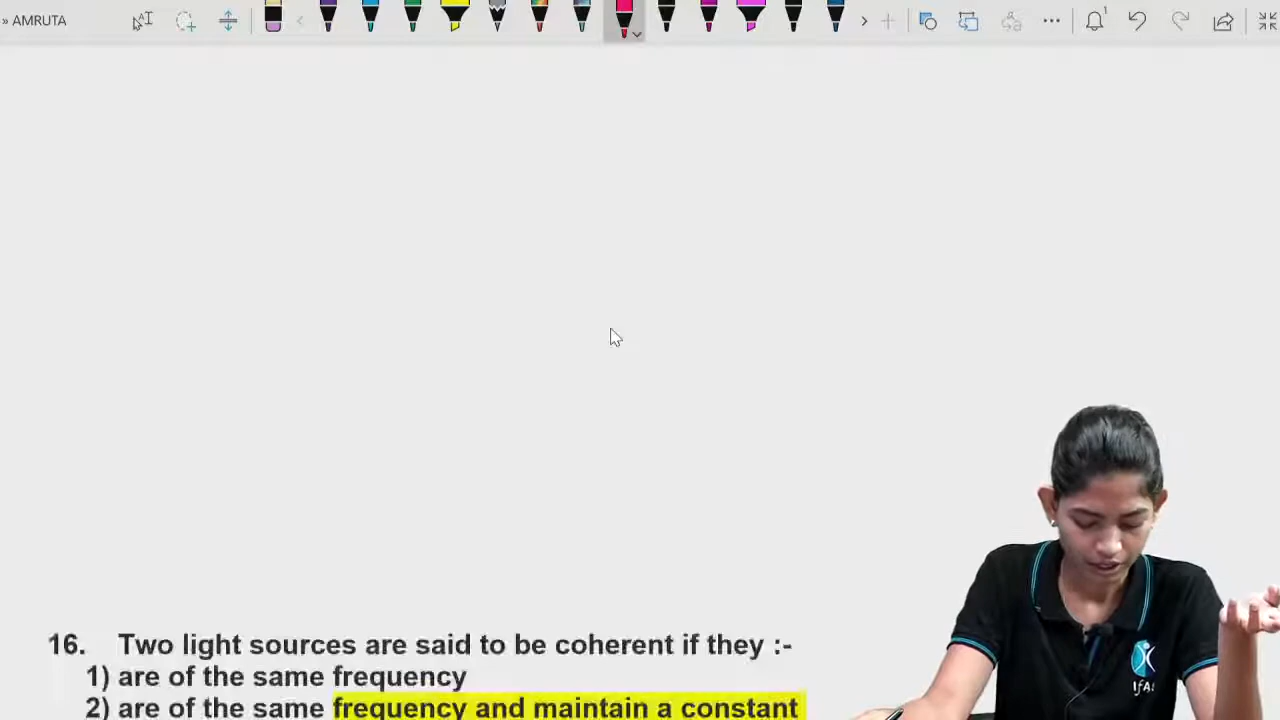 » AMRUTA
16. Two light sources are said to be coherent if they :-
1) are of the same frequency
2) are of the same frequency and maintain a constant
IFAS